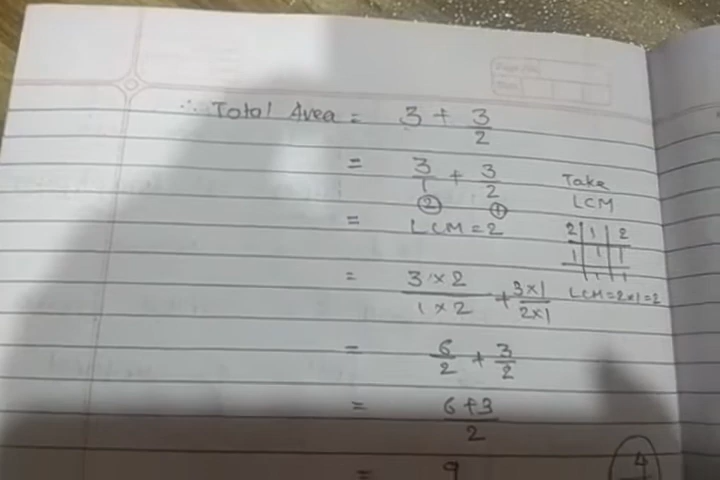 ∴ Total Area = 3 + 3/2
= 3/1 + 3/2
② ①
Take
LCM
= LCM = 2
2 | 1 | 2
1 | 1 | 1
1 1
= 3 × 2 / 1 × 2 + 3×1 / 2×1
LCM = 2×1 = 2
= 6/2 + 3/2
= 6+3 / 2
= 9
4